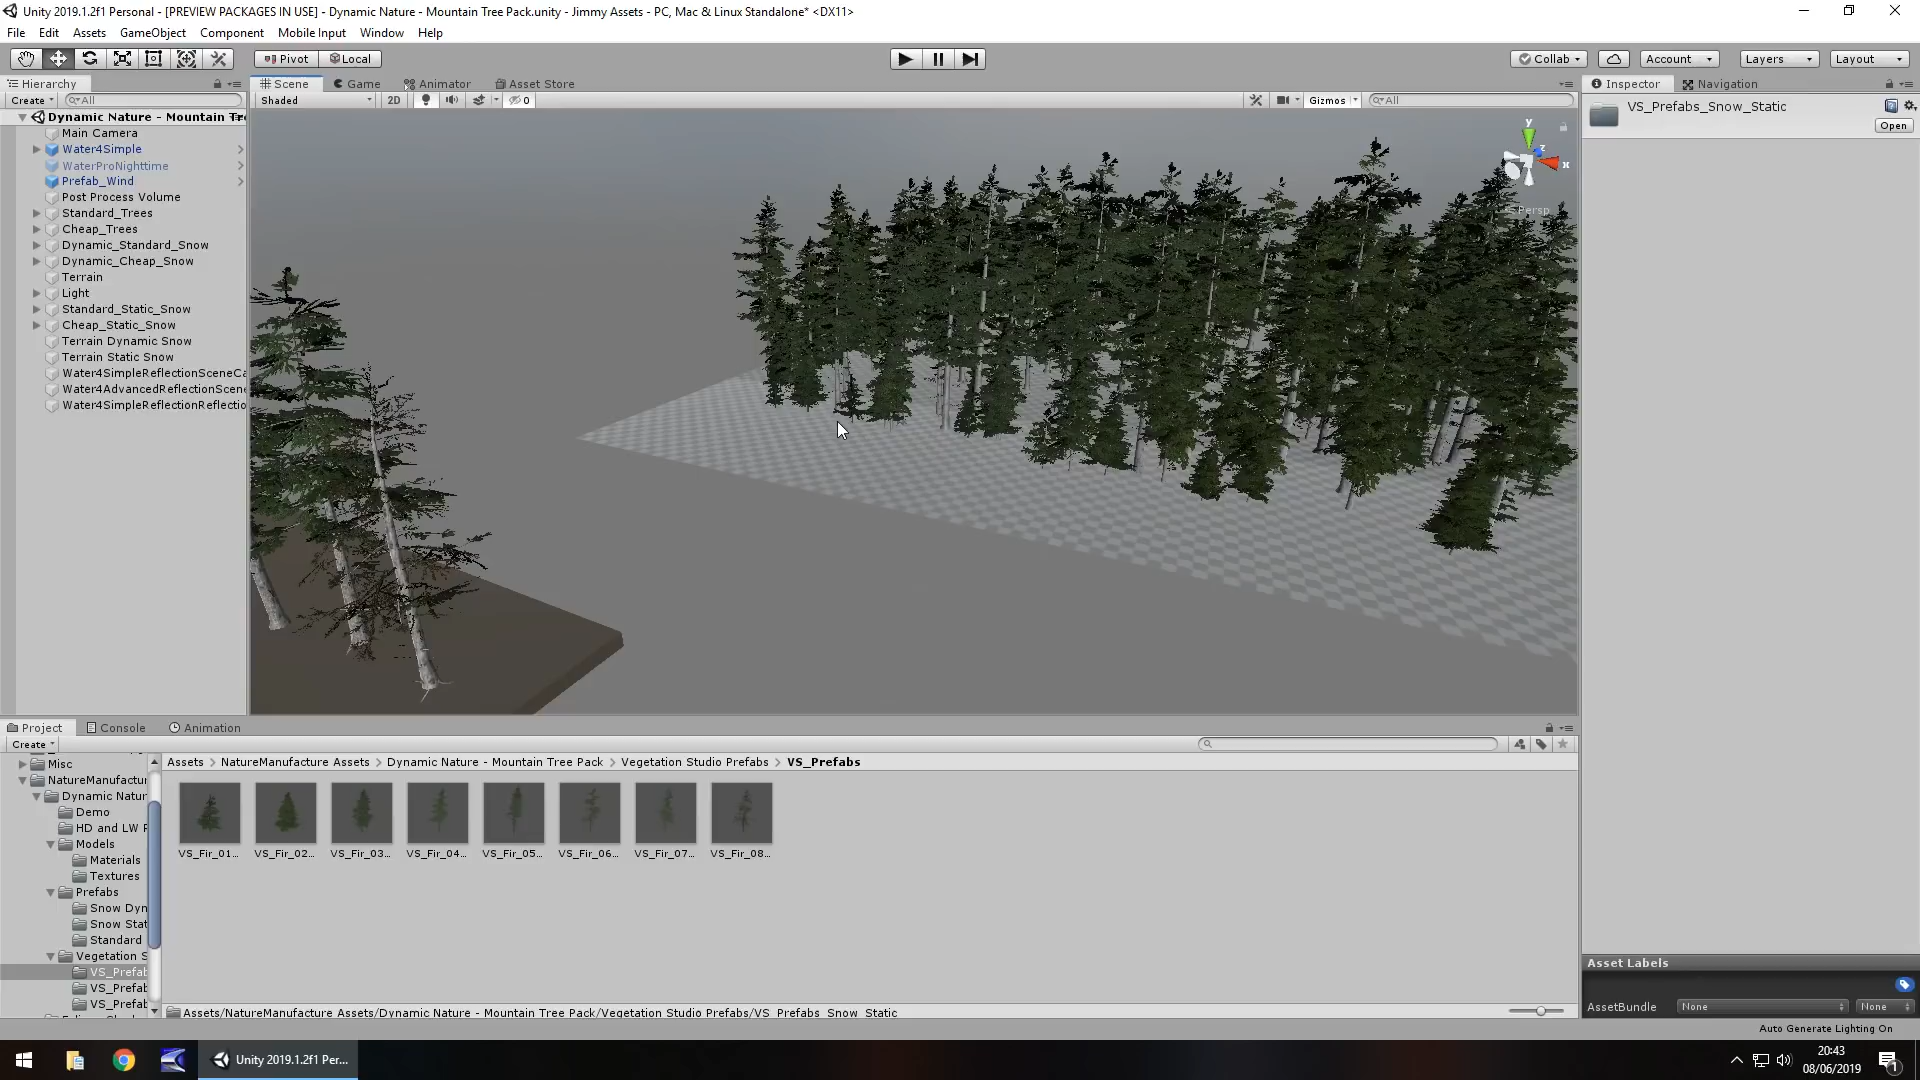 Unity 2019.1.2f1 Personal - [PREVIEW PACKAGES IN USE] - Dynamic Nature - Mountain Tree Pack.unity - Jimmy Assets - PC, Mac & Linux Standalone* <DX11>
File Edit Assets GameObject Component Mobile Input Window Help
Pivot Local Collab Account Layers Layout
Hierarchy Scene Game Animator Asset Store Inspector Navigation
Create All Shaded 2D 0 Gizmos All
VS_Prefabs_Snow_Static
Open
Dynamic Nature - Mountain Tre
Main Camera
Water4Simple
WaterProNighttime
Prefab_Wind
Post Process Volume
Standard_Trees
Cheap_Trees
Dynamic_Standard_Snow
Dynamic_Cheap_Snow
Terrain
Light
Standard_Static_Snow
Cheap_Static_Snow
Terrain Dynamic Snow
Terrain Static Snow
Water4SimpleReflectionSceneCa
Water4AdvancedReflectionScene
Water4SimpleReflectionReflectio
y
z
x
Persp
Project Console Animation
Create
Misc
NatureManufactur
Dynamic Natur
Demo
HD and LW F
Models
Materials
Textures
Prefabs
Snow Dyn
Snow Stat
Standard
Vegetation S
VS_Prefab
VS_Prefab
VS_Prefab
Assets > NatureManufacture Assets > Dynamic Nature - Mountain Tree Pack > Vegetation Studio Prefabs > VS_Prefabs
VS_Fir_01... VS_Fir_02... VS_Fir_03... VS_Fir_04... VS_Fir_05... VS_Fir_06... VS_Fir_07... VS_Fir_08...
Assets/NatureManufacture Assets/Dynamic Nature - Mountain Tree Pack/Vegetation Studio Prefabs/VS_Prefabs_Snow_Static
Asset Labels
AssetBundle None None
Auto Generate Lighting On
Unity 2019.1.2f1 Per...
20:43
08/06/2019
1